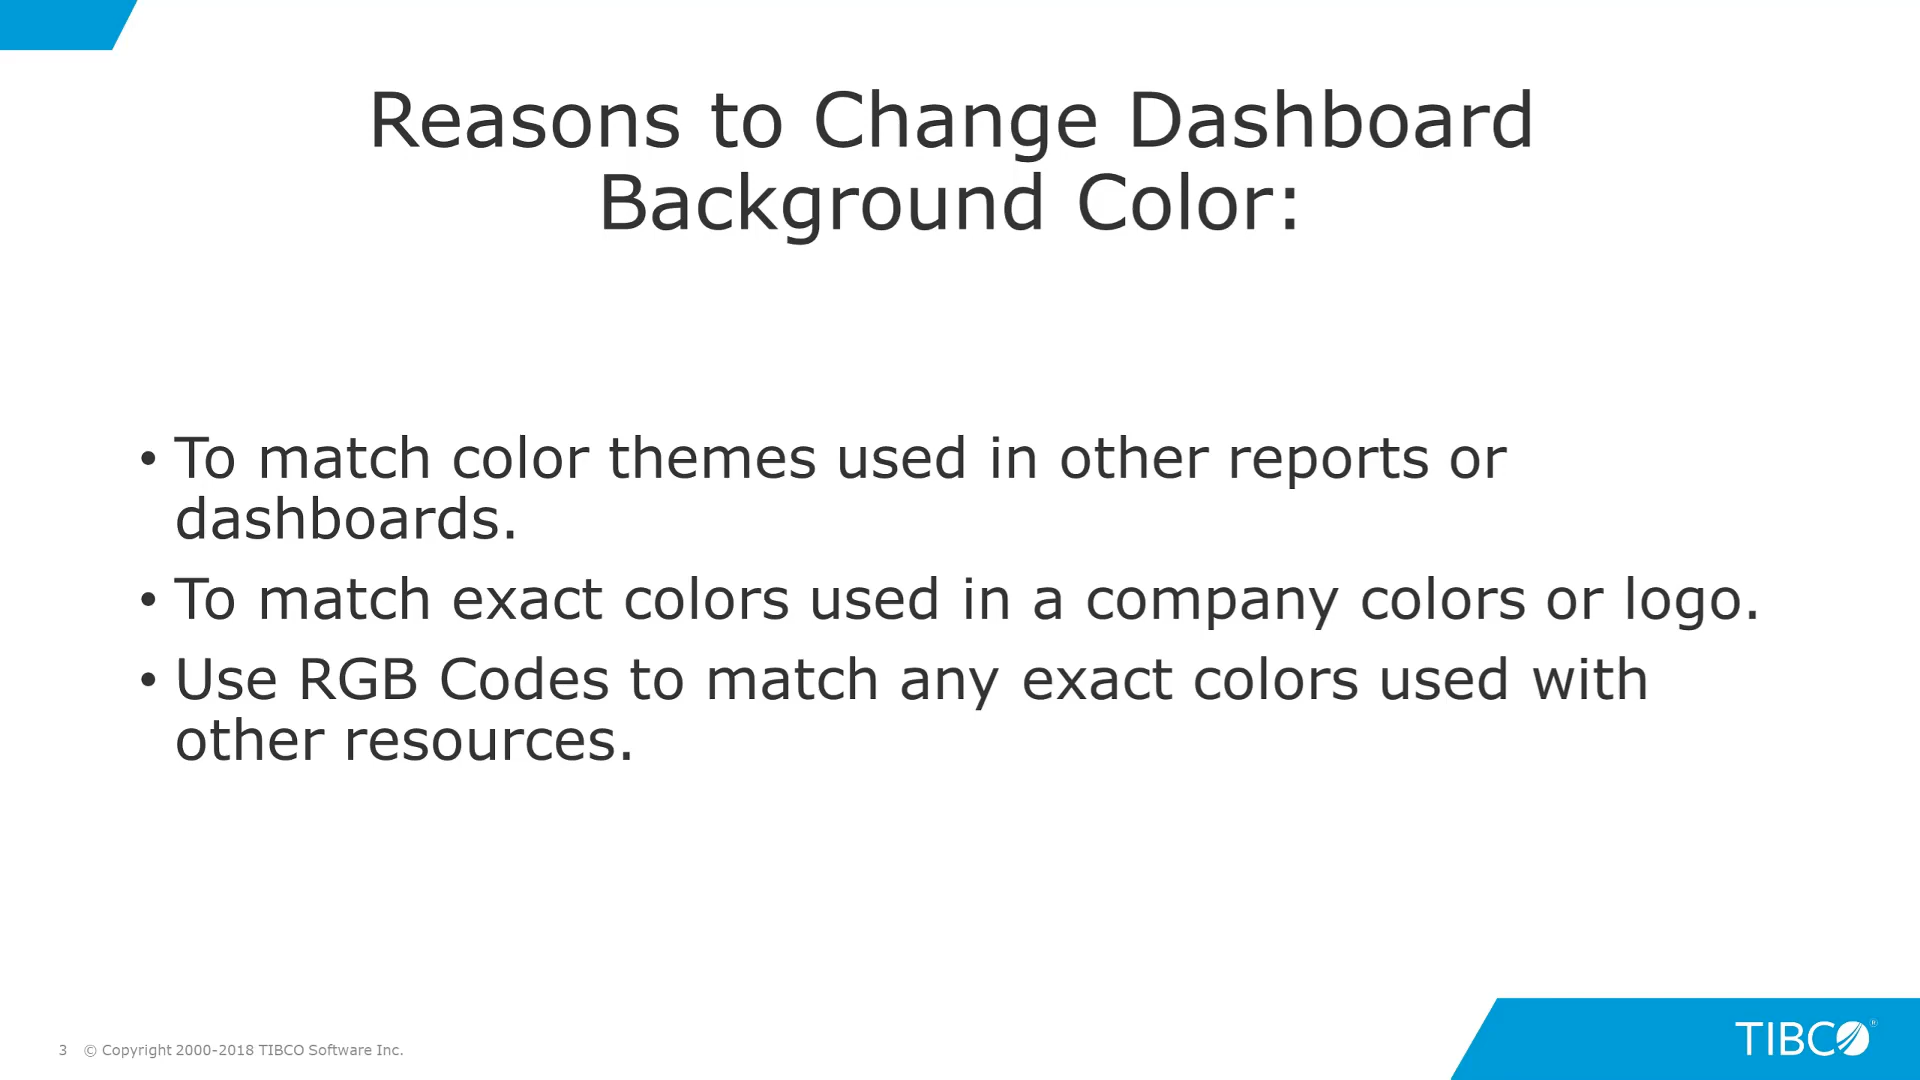 Reasons to Change Dashboard
Background Color:
• To match color themes used in other reports or
dashboards.
• To match exact colors used in a company colors or logo.
• Use RGB Codes to match any exact colors used with
other resources.
3 © Copyright 2000-2018 TIBCO Software Inc.
TIBCO®